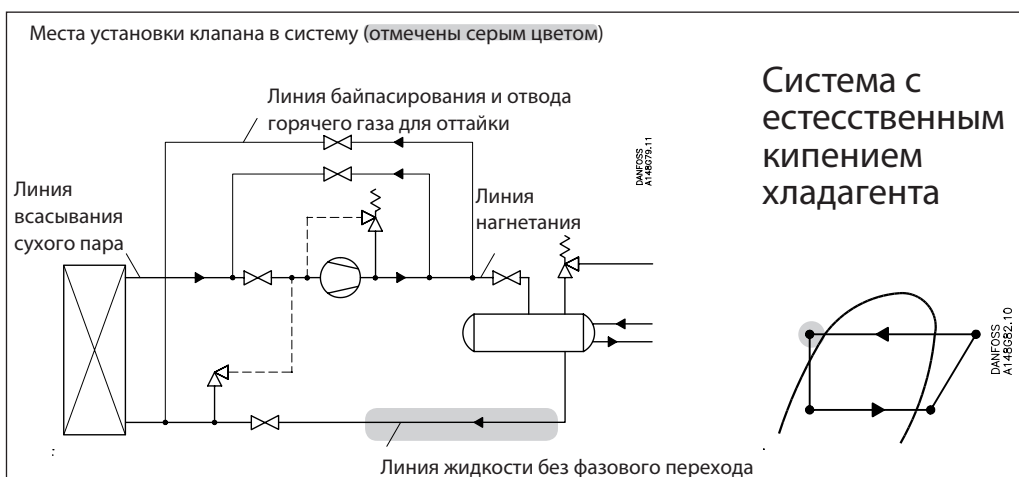 Места установки клапана в систему (отмечены серым цветом)
Линия байпасирования и отвода
горячего газа для оттайки
Линия
всасывания
сухого пара
Линия
нагнетания
DANFOSS
A148G79.11
Система с
естесственным
кипением
хладагента
DANFOSS
A148G82.10
Линия жидкости без фазового перехода